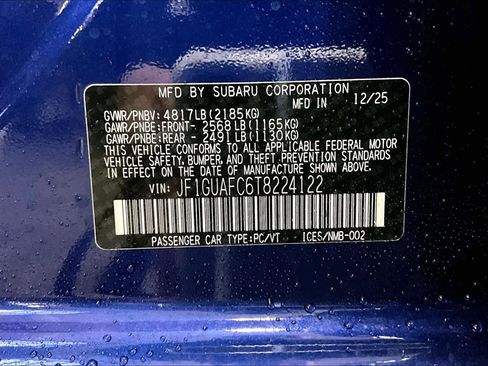 MFD BY SUBARU CORPORATION
MFD IN 12/25
GVWR/PNBV: 4817LB(2185KG)
GAWR/PNBE:FRONT- 2568LB(1165KG)
GAWR/PNBE:REAR - 2491LB(1130KG)
THIS VEHICLE CONFORMS TO ALL APPLICABLE FEDERAL MOTOR
VEHICLE SAFETY, BUMPER, AND THEFT PREVENTION STANDARDS
IN EFFECT ON THE DATE OF MANUFACTURE SHOWN ABOVE.
VIN: JF1GUAFC6T8224122
PASSENGER CAR TYPE:PC/VT ICES/NMB-002